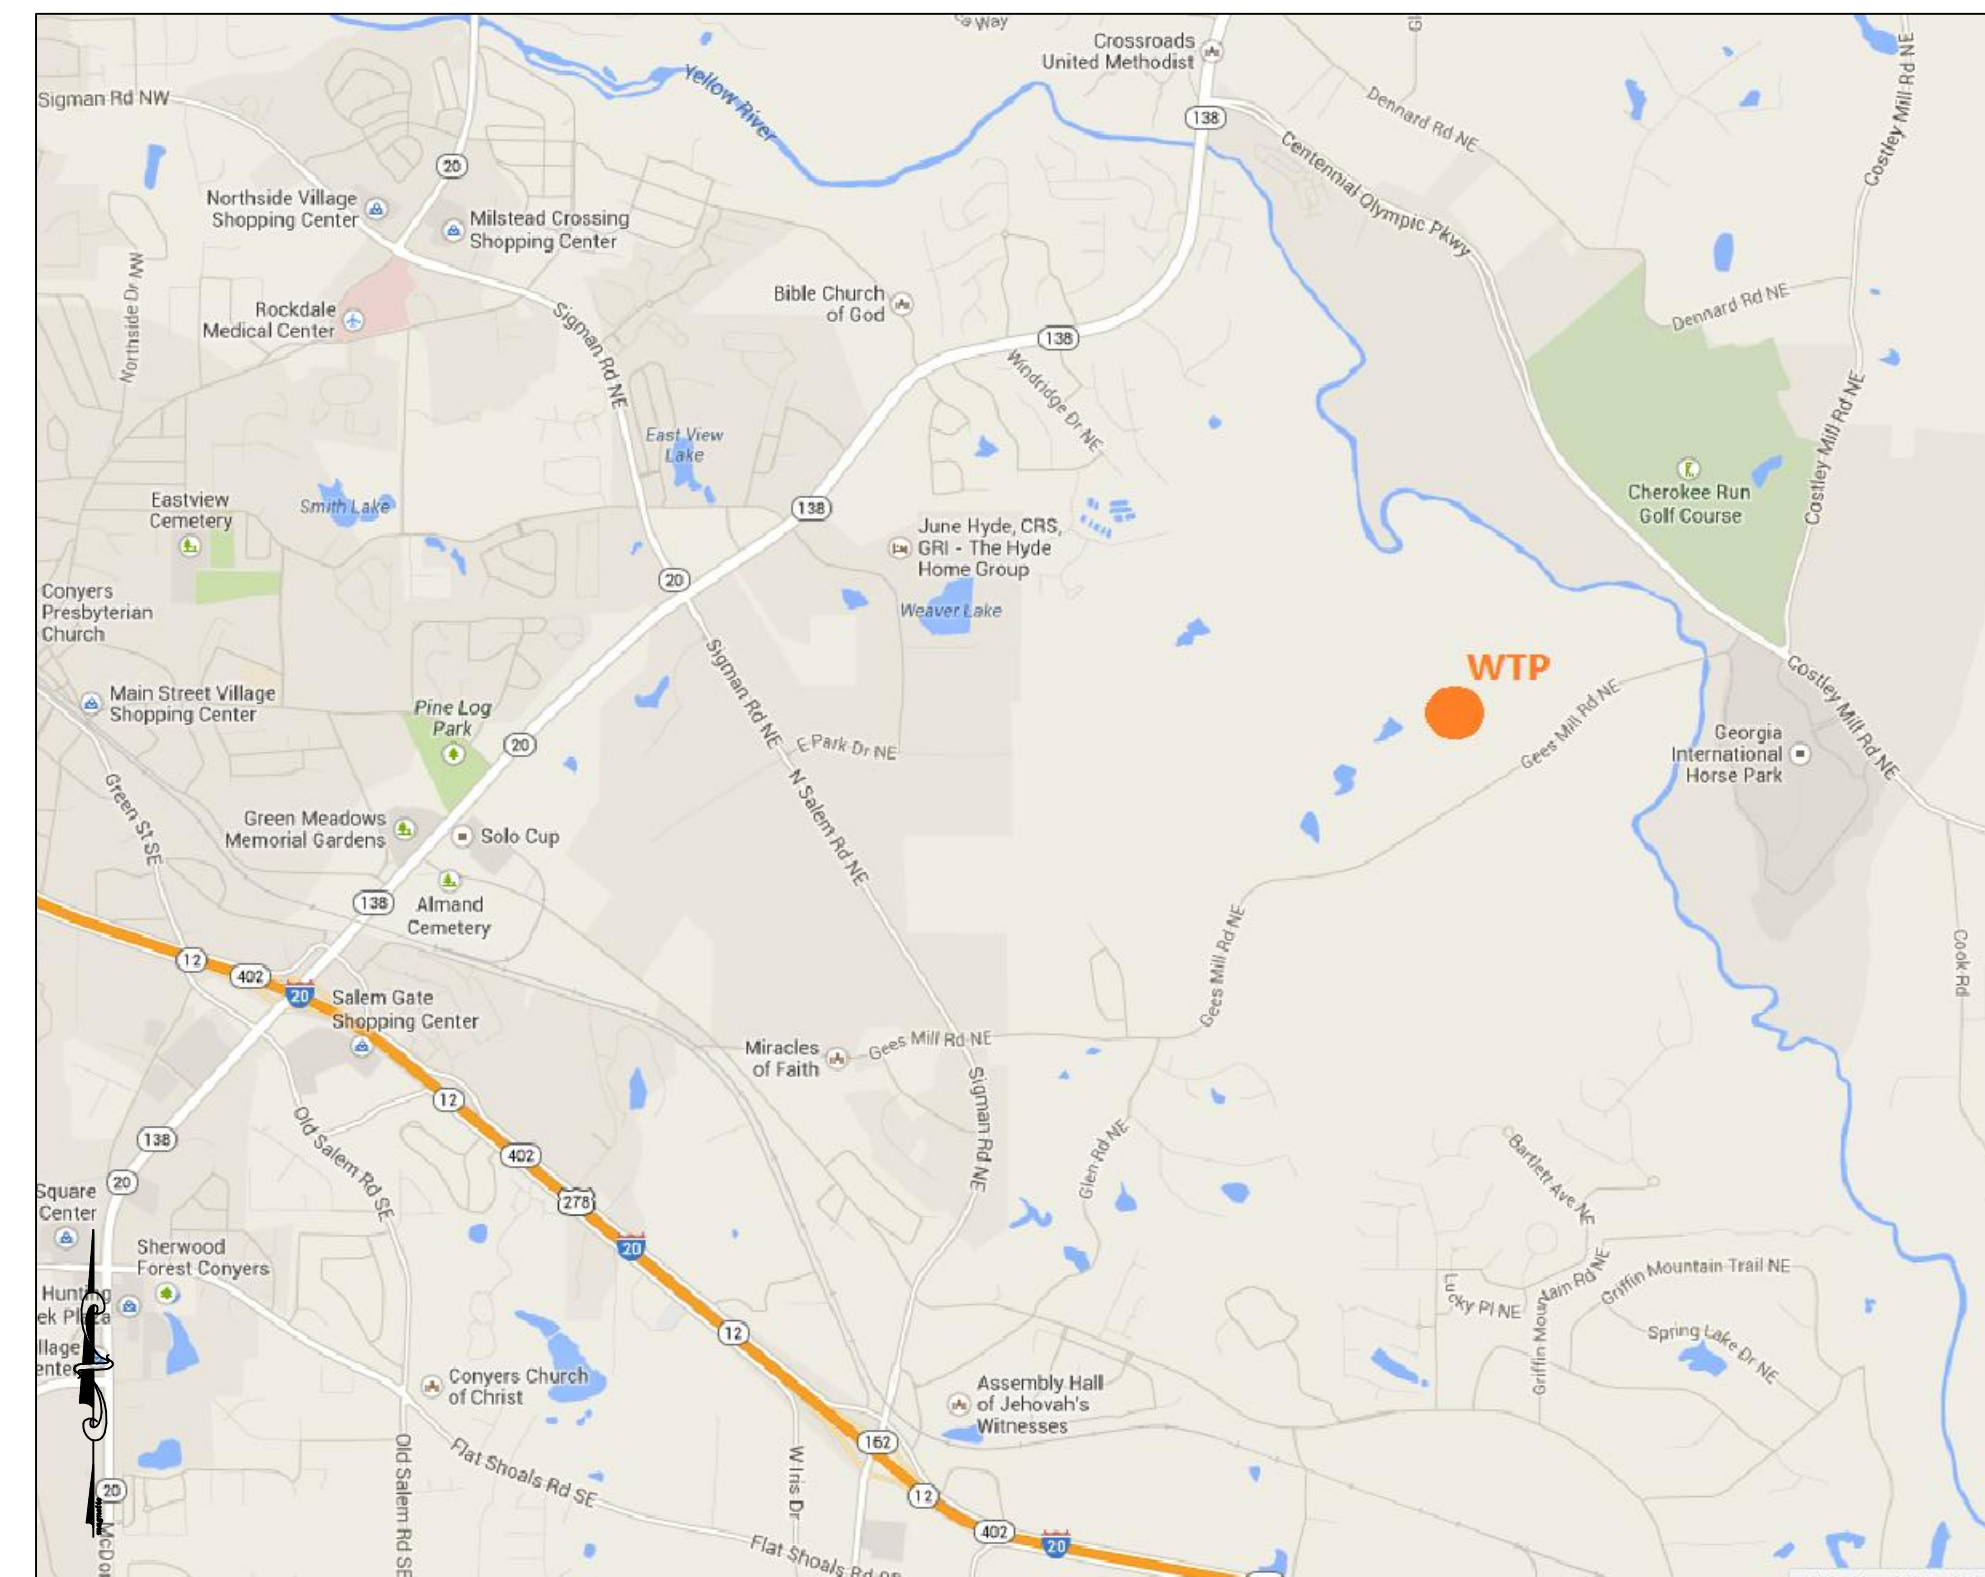 Crossroads
United Methodist
138
Sigman Rd NW
Yellow River
Dennard Rd NE
Costley Mill Rd NE
Centennial Olympic Pkwy
20
Northside Village
Shopping Center
Milstead Crossing
Shopping Center
Northside Dr NW
Rockdale
Medical Center
Sigman Rd NE
Bible Church
of God
138
Windridge Dr NE
Dennard Rd NE
Costley Mill Rd NE
East View
Lake
Smith Lake
Eastview
Cemetery
138
June Hyde, CRS,
GRI - The Hyde
Home Group
Cherokee Run
Golf Course
20
Weaver Lake
Conyers
Presbyterian
Church
Sigman Rd NE
WTP
Gees Mill Rd NE
Costley Mill Rd NE
Main Street Village
Shopping Center
Pine Log
Park
20
E Park Dr NE
Georgia
International
Horse Park
Green St SE
N Salem Rd NE
Green Meadows
Memorial Gardens
Solo Cup
138
Almand
Cemetery
12
402
20
Salem Gate
Shopping Center
Gees Mill Rd NE
Cook Rd
Miracles
of Faith
Gees Mill Rd NE
Sigman Rd NE
12
138
Old Salem Rd SE
402
Glen Rd NE
Bartlett Ave NE
20
278
Square
Center
20
Sherwood
Forest Conyers
Lucky Pl NE
Griffin Mountain Rd NE
Griffin Mountain Trail NE
Spring Lake Dr NE
12
Conyers Church
of Christ
Assembly Hall
of Jehovah's
Witnesses
162
Old Salem Rd SE
Flat Shoals Rd SE
W Iris Dr
20
12
402
20
Flat Shoals Rd